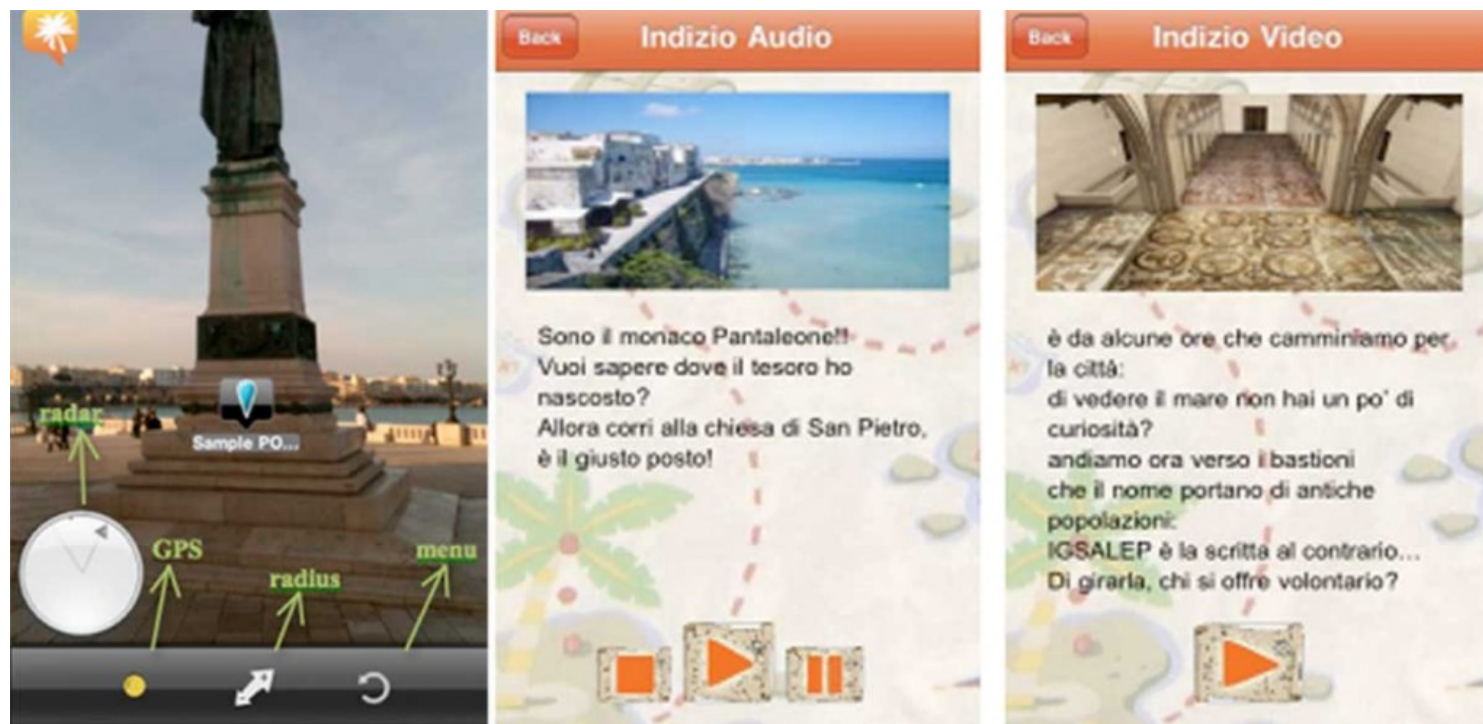 radar
Sample PO...
GPS
menu
radius
Back
Indizio Audio
Sono il monaco Pantaleone!!
Vuoi sapere dove il tesoro ho
nascosto?
Allora corri alla chiesa di San Pietro,
è il giusto posto!
Back
Indizio Video
è da alcune ore che camminiamo per
la città:
di vedere il mare non hai un po' di
curiosità?
andiamo ora verso i bastioni
che il nome portano di antiche
popolazioni:
IGSALEP è la scritta al contrario...
Di girarla, chi si offre volontario?